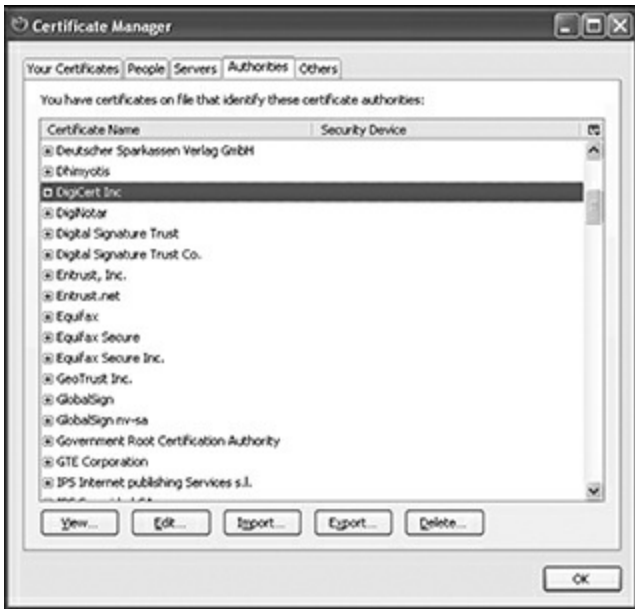 Certificate Manager
Your Certificates People Servers Authorities Others
You have certificates on file that identify these certificate authorities:
Certificate Name Security Device
Deutscher Sparkassen Verlag GmbH
Dhimyotis
DigiCert Inc
DigiNotar
Digital Signature Trust
Digital Signature Trust Co.
Entrust, Inc.
Entrust.net
Equifax
Equifax Secure
Equifax Secure Inc.
GeoTrust Inc.
GlobalSign
GlobalSign nv-sa
Government Root Certification Authority
GTE Corporation
IPS Internet publishing Services s.l.
View... Edit... Import... Export... Delete...
OK